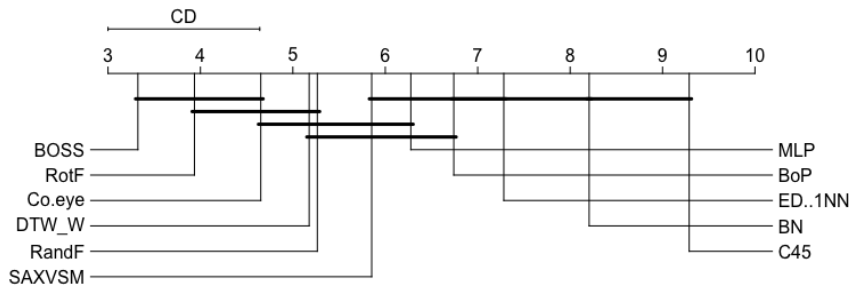 CD
3 4 5 6 7 8 9 10
BOSS MLP
RotF BoP
Co.eye ED..1NN
DTW_W BN
RandF C45
SAXVSM